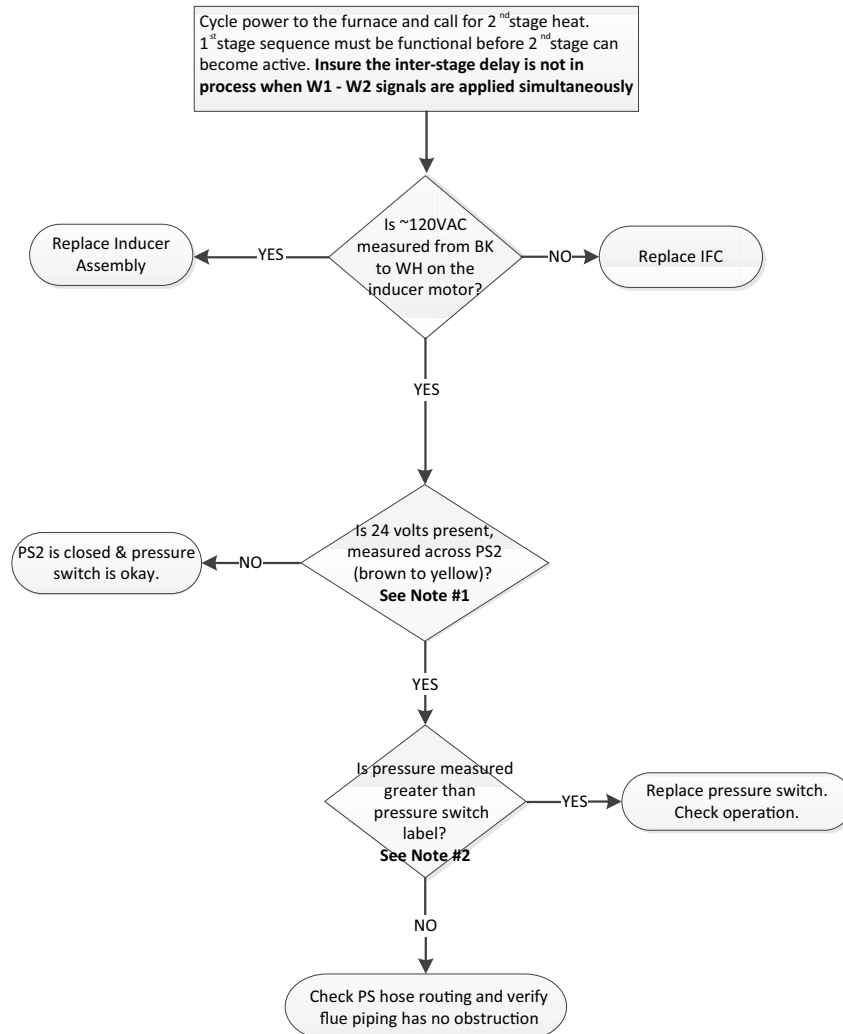 Cycle power to the furnace and call for 2nd stage heat.
1st stage sequence must be functional before 2nd stage can
become active. Insure the inter-stage delay is not in
process when W1 - W2 signals are applied simultaneously
Is ~120VAC
measured from BK
to WH on the
inducer motor?
YES
Replace Inducer
Assembly
NO
Replace IFC
YES
Is 24 volts present,
measured across PS2
(brown to yellow)?
See Note #1
NO
PS2 is closed & pressure
switch is okay.
YES
Is pressure measured
greater than
pressure switch
label?
See Note #2
YES
Replace pressure switch.
Check operation.
NO
Check PS hose routing and verify
flue piping has no obstruction